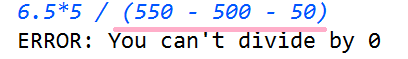 6.5*5 / (550 - 500 - 50)
ERROR: You can't divide by 0